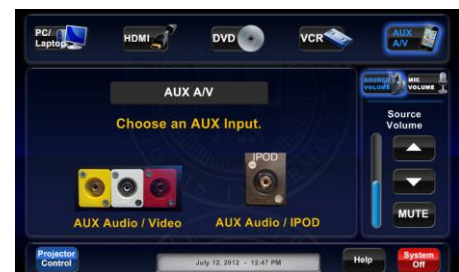 PC/
Laptop
HDMI
DVD
VCR
AUX
A/V
AUX A/V
Choose an AUX Input.
SOURCE
VOLUME
MIC
VOLUME
Source
Volume
IPOD
AUX Audio / Video
AUX Audio / IPOD
MUTE
Projector
Control
July 12, 2012 - 12:47 PM
Help
System
Off